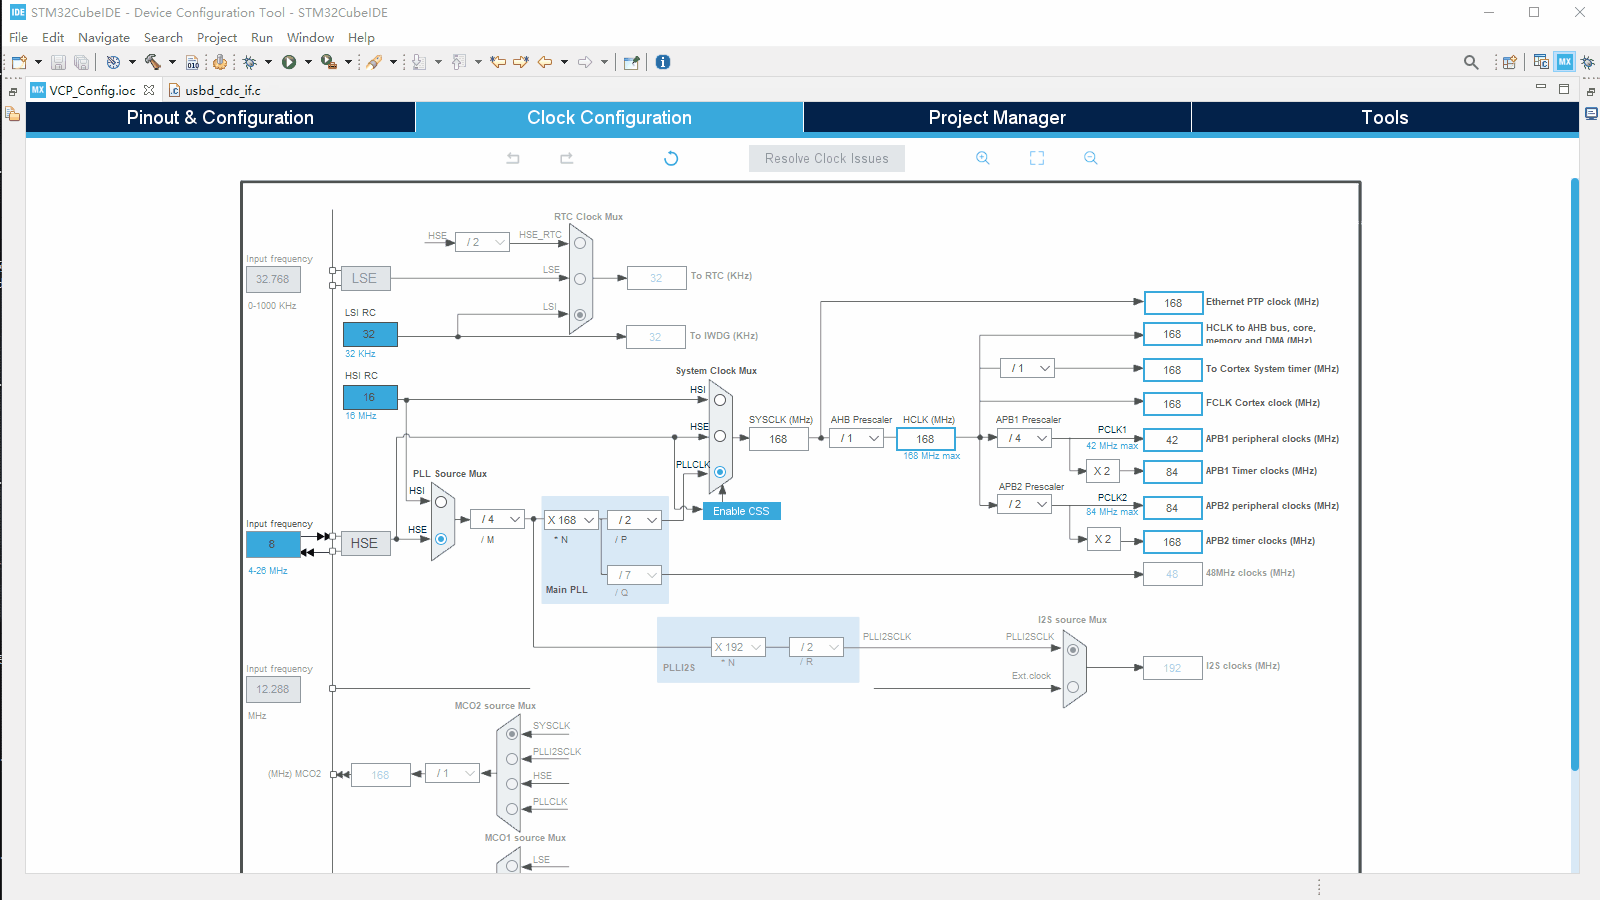 IDE STM32CubeIDE - Device Configuration Tool - STM32CubeIDE
File Edit Navigate Search Project Run Window Help
010
MX
MX VCP_Config.ioc usbd_cdc_if.c
Pinout & Configuration Clock Configuration Project Manager Tools
Resolve Clock Issues
RTC Clock Mux
HSE / 2 HSE_RTC
Input frequency
32.768 LSE LSE 32 To RTC (KHz)
0-1000 KHz
LSI RC LSI
32 32 To IWDG (KHz)
32 KHz
168 Ethernet PTP clock (MHz)
168 HCLK to AHB bus, core,
memory and DMA (MHz)
HSI RC System Clock Mux
/ 1 168 To Cortex System timer (MHz)
16 HSI
16 MHz
168 FCLK Cortex clock (MHz)
HSE SYSCLK (MHz) AHB Prescaler HCLK (MHz) APB1 Prescaler
168 / 1 168 / 4 PCLK1 42 APB1 peripheral clocks (MHz)
168 MHz max 42 MHz max
PLLCLK
X 2 84 APB1 Timer clocks (MHz)
PLL Source Mux
HSI APB2 Prescaler
/ 2 PCLK2 84 APB2 peripheral clocks (MHz)
84 MHz max
Enable CSS
Input frequency
8 HSE HSE / 4 X 168 / 2
/ M * N / P
X 2 168 APB2 timer clocks (MHz)
4-26 MHz
/ 7 48 48MHz clocks (MHz)
Main PLL / Q
I2S source Mux
X 192 / 2 PLLI2SCLK PLLI2SCLK
PLLI2S * N / R
192 I2S clocks (MHz)
Input frequency
12.288 Ext.clock
MHz
MCO2 source Mux
SYSCLK
PLLI2SCLK
(MHz) MCO2 168 / 1 HSE
PLLCLK
MCO1 source Mux
LSE